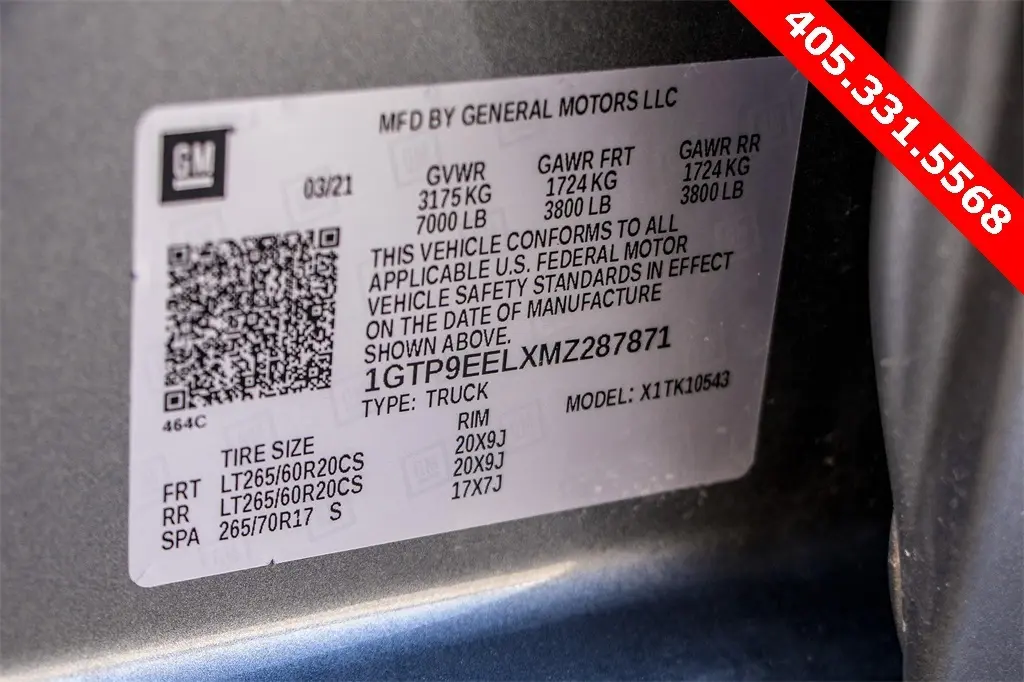 405.331.5568
MFD BY GENERAL MOTORS LLC
GM
03/21
GVWR GAWR FRT GAWR RR
3175 KG 1724 KG 1724 KG
7000 LB 3800 LB 3800 LB
THIS VEHICLE CONFORMS TO ALL
APPLICABLE U.S. FEDERAL MOTOR
VEHICLE SAFETY STANDARDS IN EFFECT
ON THE DATE OF MANUFACTURE
SHOWN ABOVE.
1GTP9EELXMZ287871
TYPE: TRUCK MODEL: X1TK10543
464C
TIRE SIZE RIM
FRT LT265/60R20CS 20X9J
RR LT265/60R20CS 20X9J
SPA 265/70R17 S 17X7J